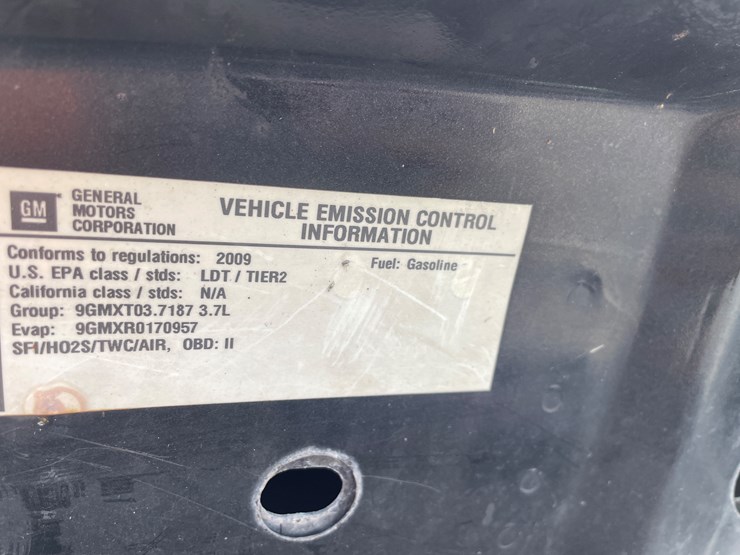 GM
GENERAL
MOTORS
CORPORATION
VEHICLE EMISSION CONTROL
INFORMATION
Conforms to regulations: 2009
Fuel: Gasoline
U.S. EPA class / stds: LDT / TIER2
California class / stds: N/A
Group: 9GMXT03.7187 3.7L
Evap: 9GMXR0170957
SFI/HO2S/TWC/AIR, OBD: II